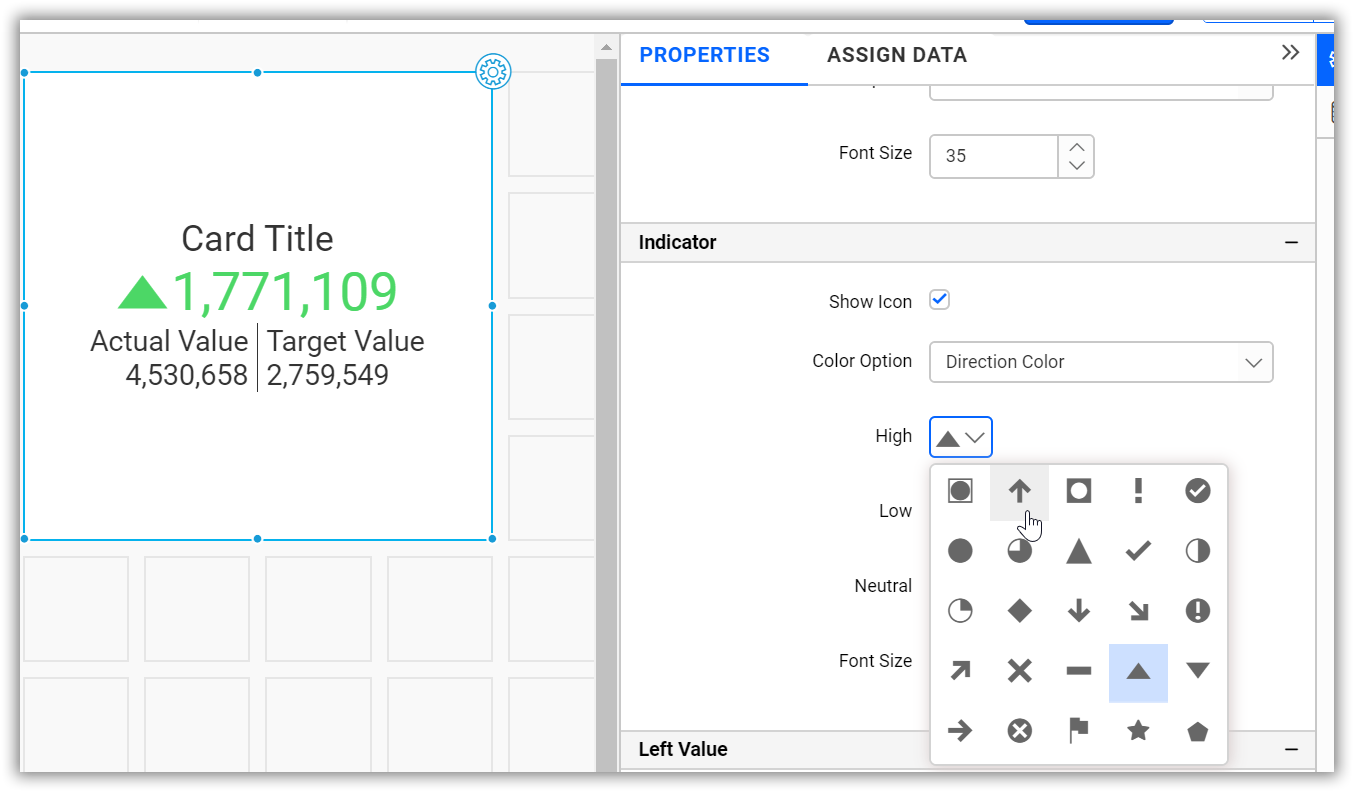 PROPERTIES
ASSIGN DATA
Font Size
35
Indicator
Show Icon
Color Option
Direction Color
High
Low
Neutral
Font Size
Left Value
Card Title
1,771,109
Actual Value
Target Value
4,530,658
2,759,549